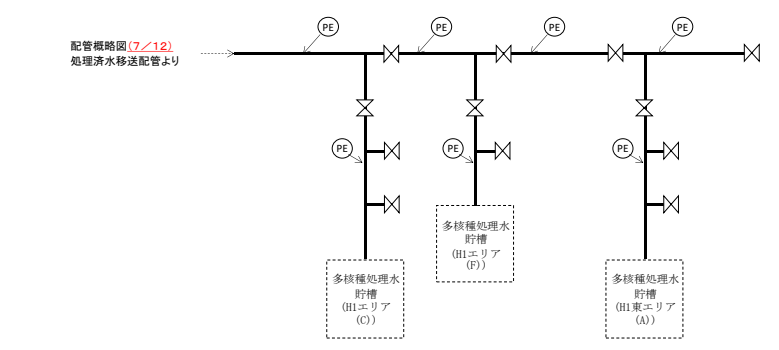 PE
PE
PE
PE
配管概略図(7/12)
処理済水移送配管より
PE
PE
PE
多核種処理水
貯槽
(H1エリア
(F))
多核種処理水
貯槽
(H1エリア
(C))
多核種処理水
貯槽
(H1東エリア
(A))